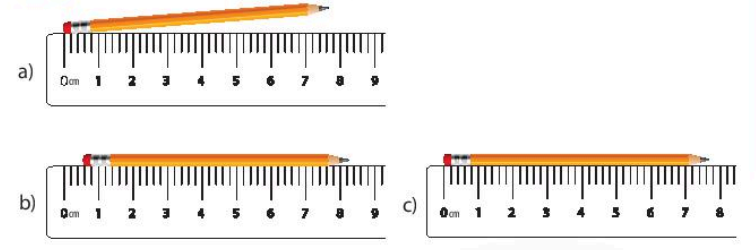 a)
0cm 1 2 3 4 5 6 7 8 9
b)
0cm 1 2 3 4 5 6 7 8 9
c)
0cm 1 2 3 4 5 6 7 8